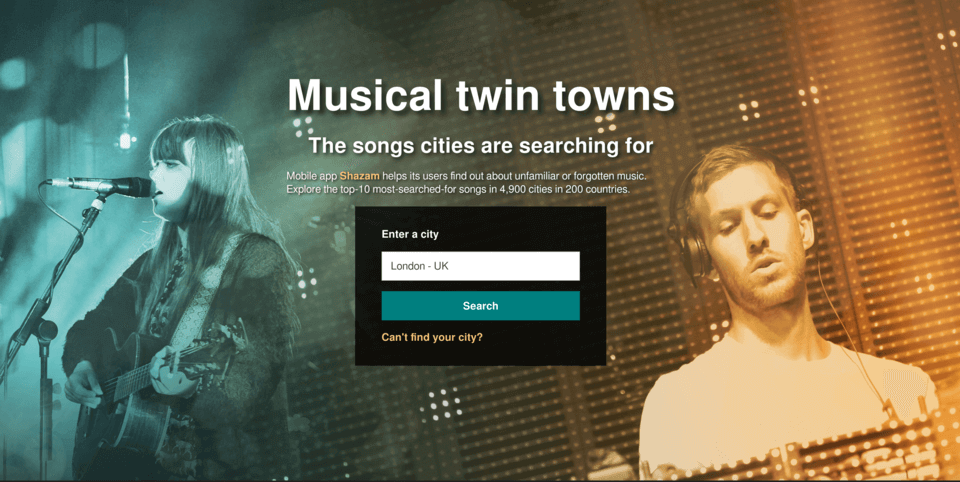 Musical twin towns
The songs cities are searching for
Mobile app Shazam helps its users find out about unfamiliar or forgotten music.
Explore the top-10 most-searched-for songs in 4,900 cities in 200 countries.
Enter a city
London - UK
Search
Can't find your city?